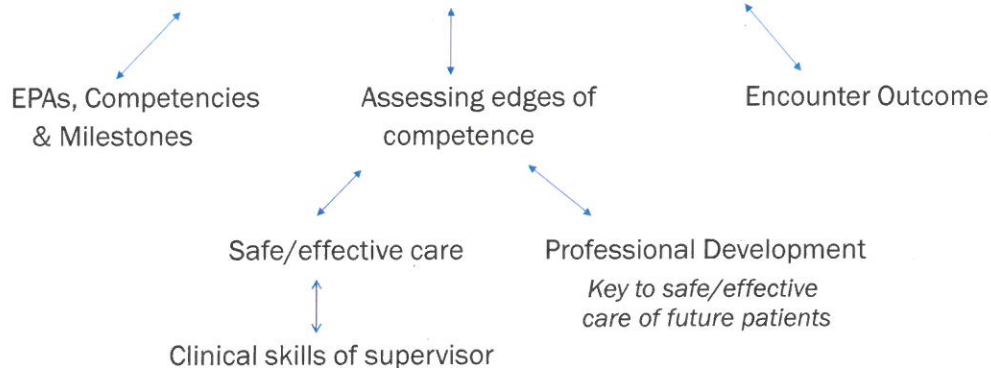 EPAs, Competencies
& Milestones
Assessing edges of
competence
Encounter Outcome
Safe/effective care
Professional Development
Key to safe/effective
care of future patients
Clinical skills of supervisor